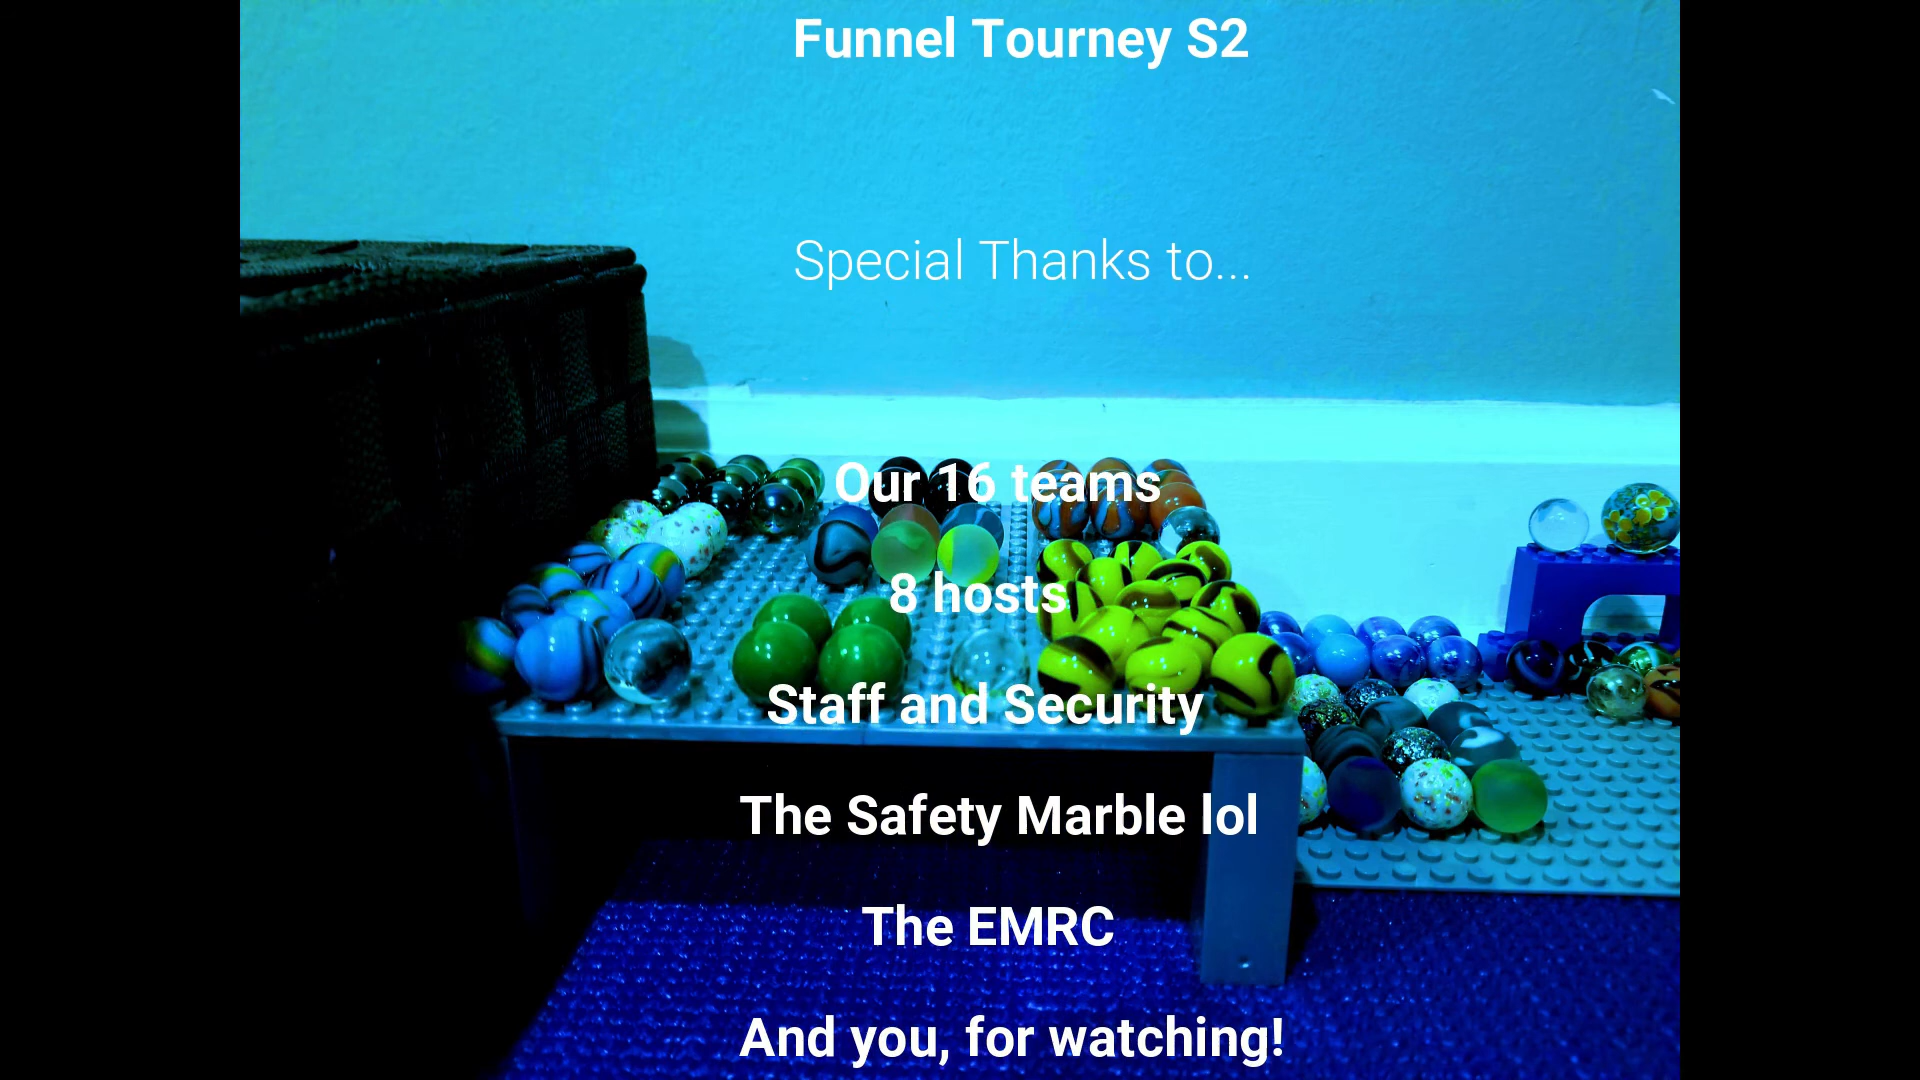 Funnel Tourney S2
Special Thanks to...
Our 16 teams
8 hosts
Staff and Security
The Safety Marble lol
The EMRC
And you, for watching!